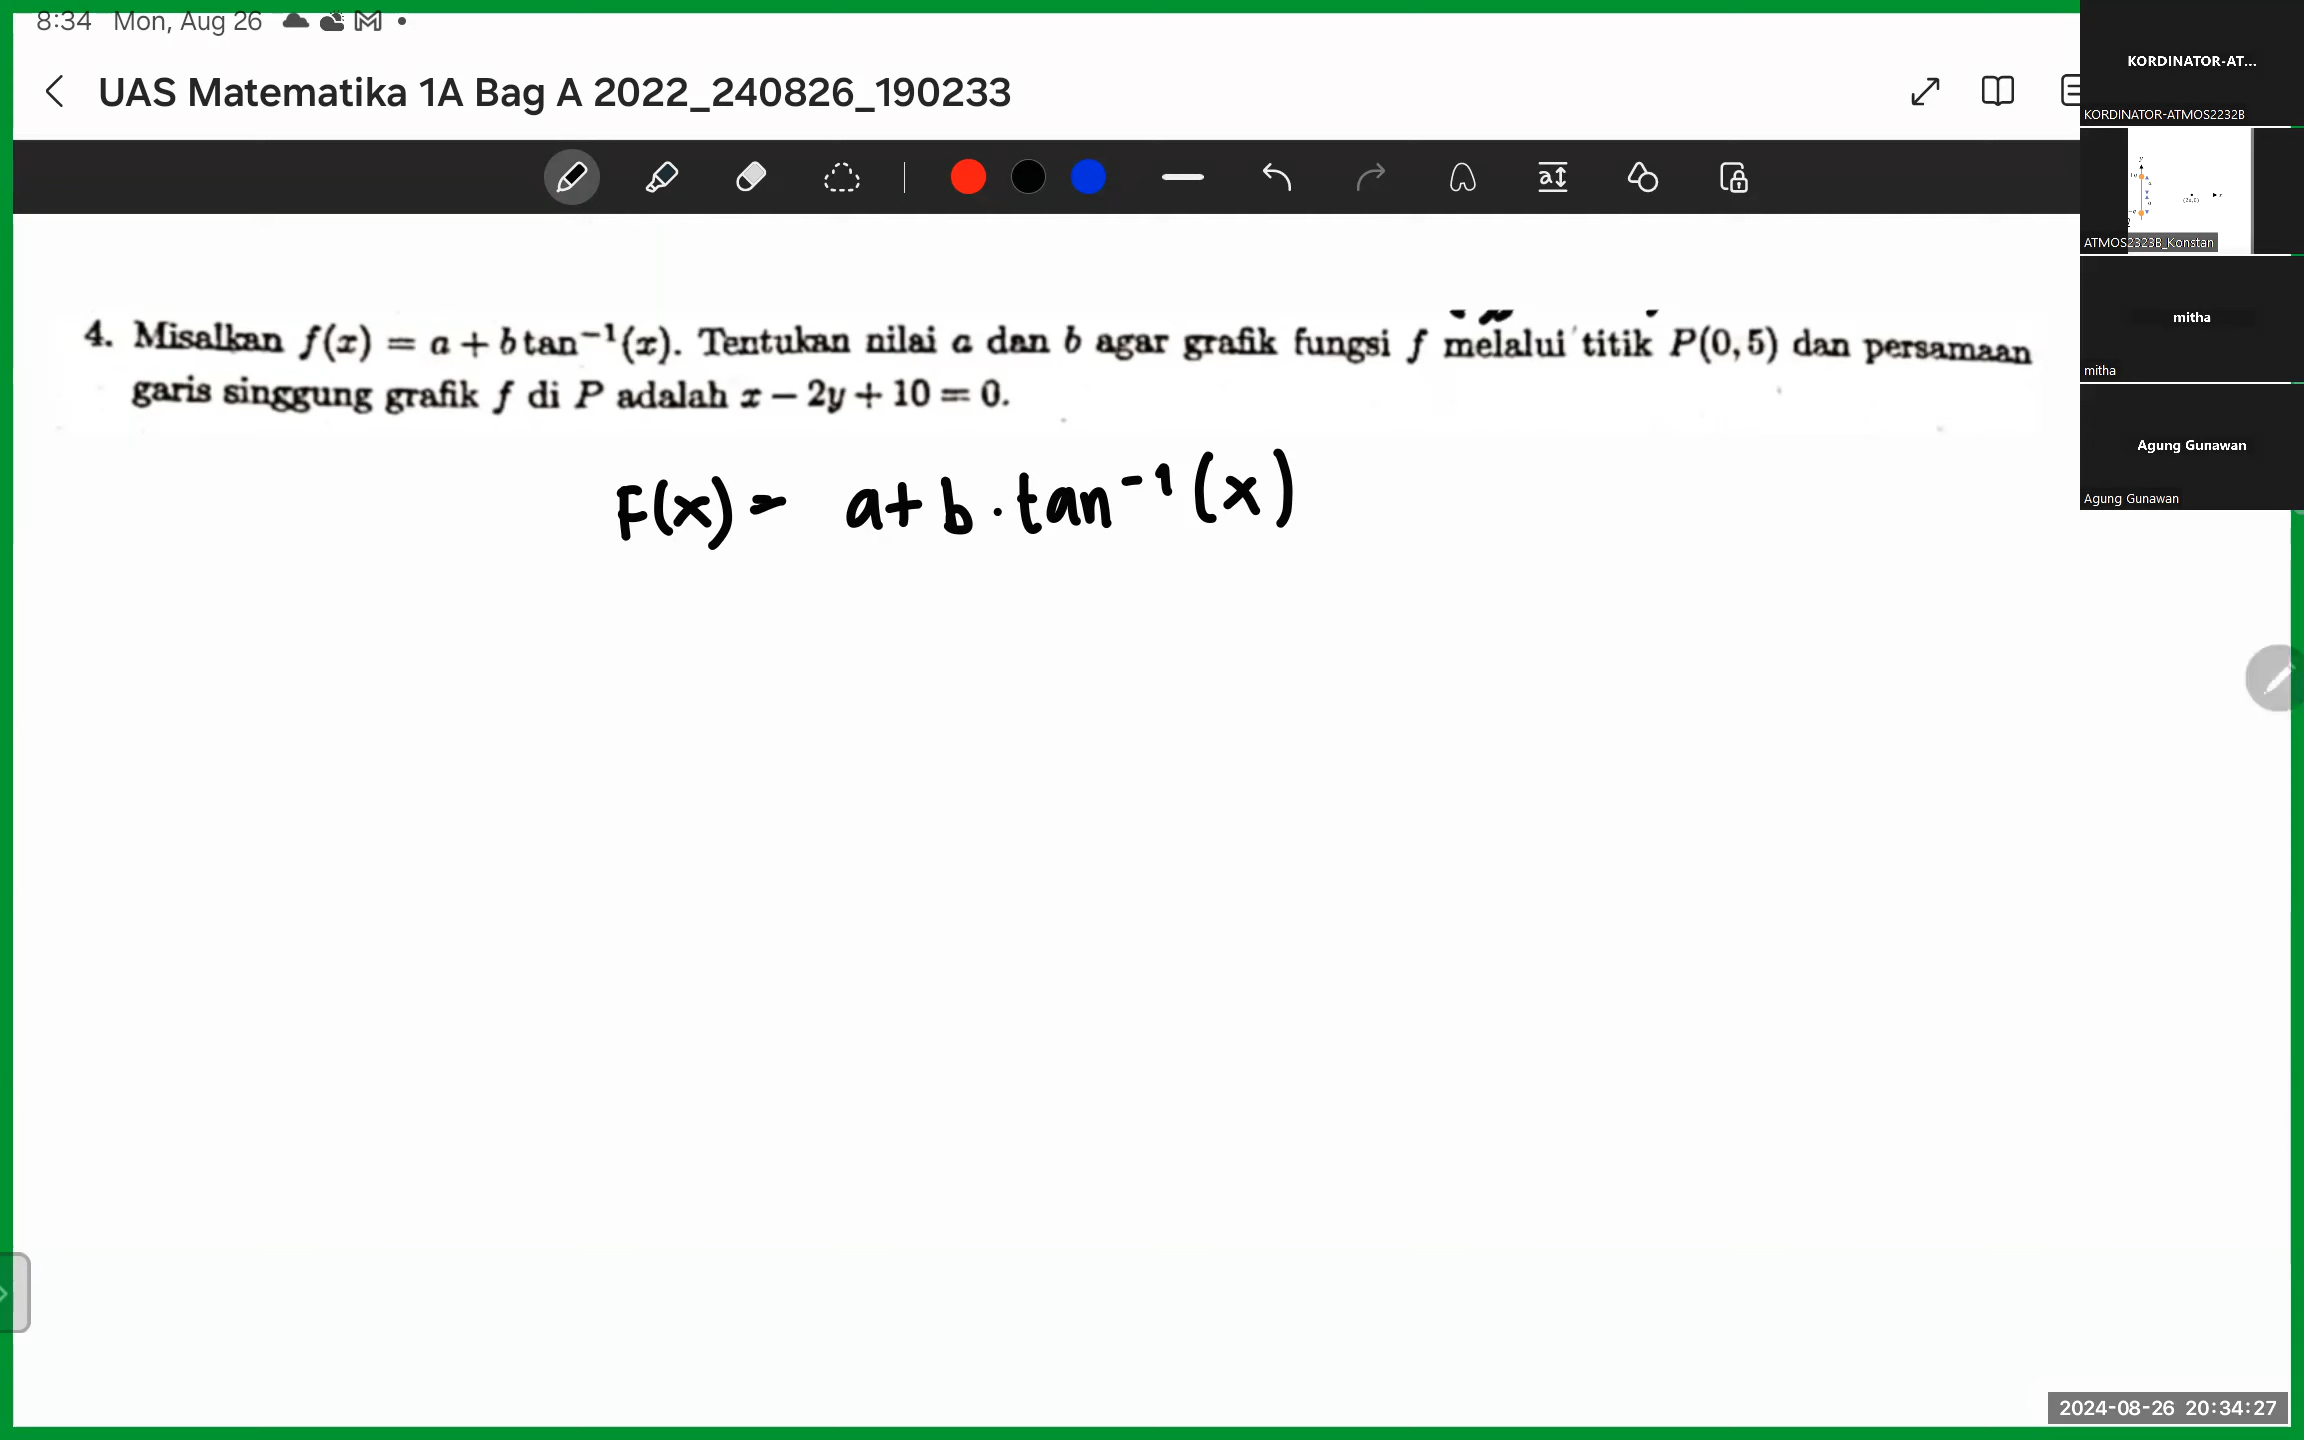 8:34 Mon, Aug 26
UAS Matematika 1A Bag A 2022_240826_190233
4. Misalkan f(x) = a + b tan⁻¹(x). Tentukan nilai a dan b agar grafik fungsi f melalui titik P(0, 5) dan persamaan
garis singgung grafik f di P adalah x − 2y + 10 = 0.
F(x) = a + b . tan⁻¹ (x)
KORDINATOR-AT...
KORDINATOR-ATMOS2232B
ATMOS2323B_Konstan
mitha
mitha
Agung Gunawan
Agung Gunawan
2024-08-26 20:34:27